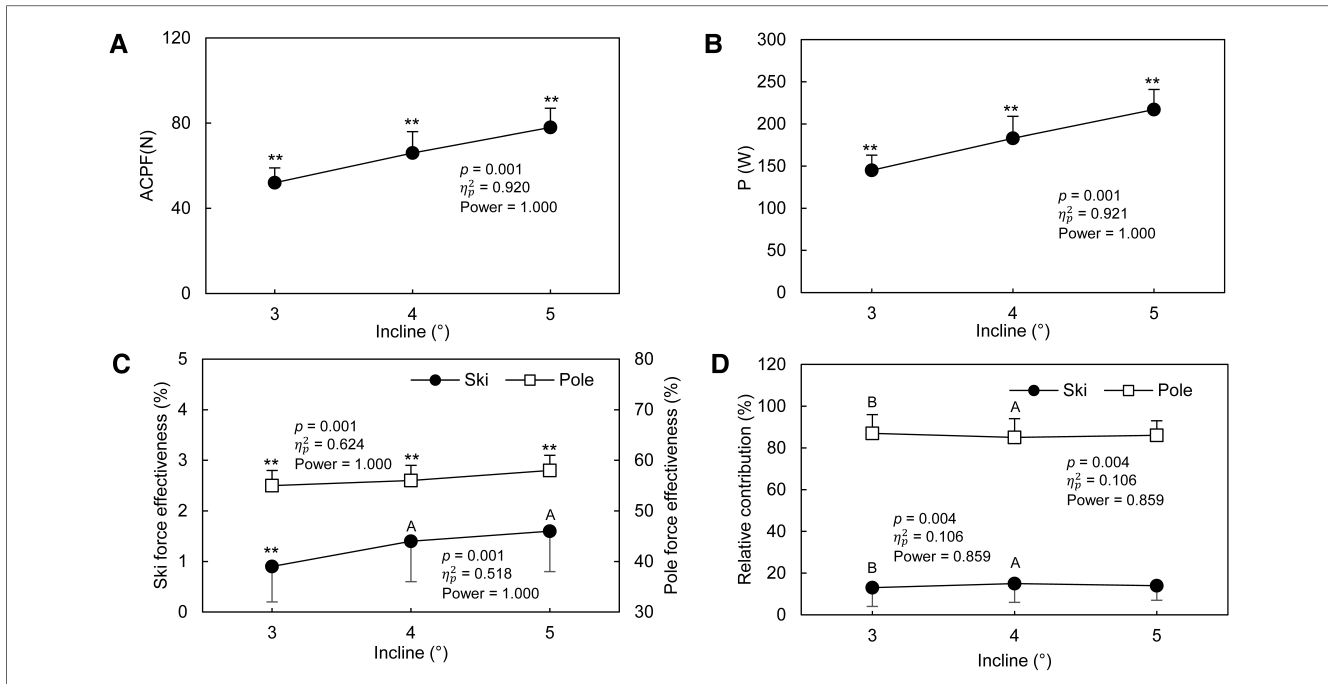 A
120
80
40
0
ACPF(N)
**
**
**
p = 0.001
η²p = 0.920
Power = 1.000
3 4 5
Incline (°)
B
300
250
200
150
100
50
0
P (W)
**
**
**
p = 0.001
η²p = 0.921
Power = 1.000
3 4 5
Incline (°)
C
5
4
3
2
1
0
Ski force effectiveness (%)
Ski Pole
p = 0.001
η²p = 0.624
Power = 1.000
** ** **
** A A
p = 0.001
η²p = 0.518
Power = 1.000
80
70
60
50
40
30
Pole force effectiveness (%)
3 4 5
Incline (°)
D
120
100
80
60
40
20
0
Relative contribution (%)
Ski Pole
B A
p = 0.004
η²p = 0.106
Power = 0.859
p = 0.004
η²p = 0.106
Power = 0.859
B A
3 4 5
Incline (°)